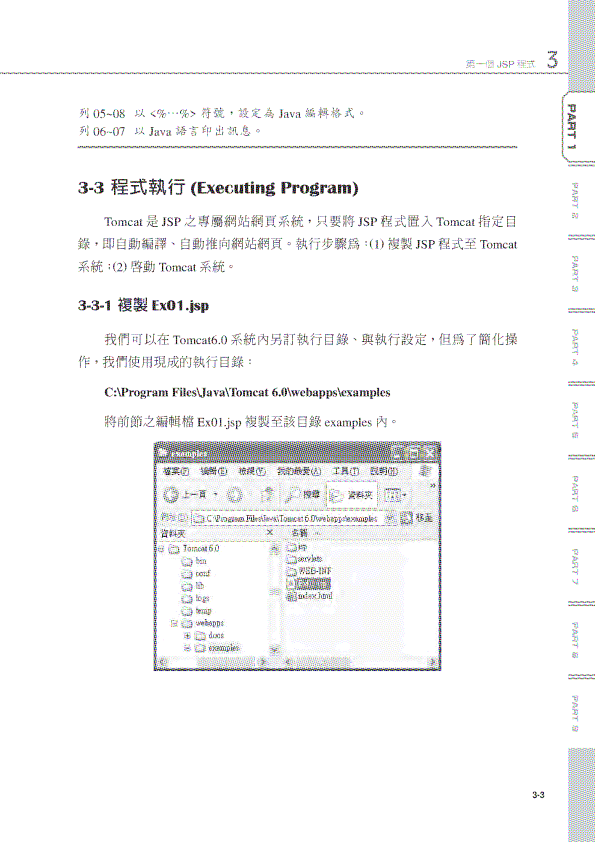 第一個 JSP 程式 3
列 05~08 以 <%…%> 符號，設定為 Java 編輯格式。
列 06~07 以 Java 語言印出訊息。
3-3 程式執行 (Executing Program)
Tomcat 是 JSP 之專屬網站網頁系統，只要將 JSP 程式置入 Tomcat 指定目
錄，即自動編譯、自動推向網站網頁。執行步驟為：(1) 複製 JSP 程式至 Tomcat
系統；(2) 啓動 Tomcat 系統。
3-3-1 複製 Ex01.jsp
我們可以在 Tomcat6.0 系統內另訂執行目錄、與執行設定，但爲了簡化操
作，我們使用現成的執行目錄：
C:\Program Files\Java\Tomcat 6.0\webapps\examples
將前節之編輯檔 Ex01.jsp 複製至該目錄 examples 內。
examples
檔案(F) 編輯(E) 檢視(V) 我的最愛(A) 工具(T) 說明(H)
上一頁 搜尋 資料夾
C:\Program Files\Java\Tomcat 6.0\webapps\examples 移至
資料夾 名稱
Tomcat 6.0
bin
conf
lib
logs
temp
webapps
docs
examples
jsp
servlets
WEB-INF
index.html
PART 1
PART 2
PART 3
PART 4
PART 5
PART 6
PART 7
PART 8
PART 9
3-3